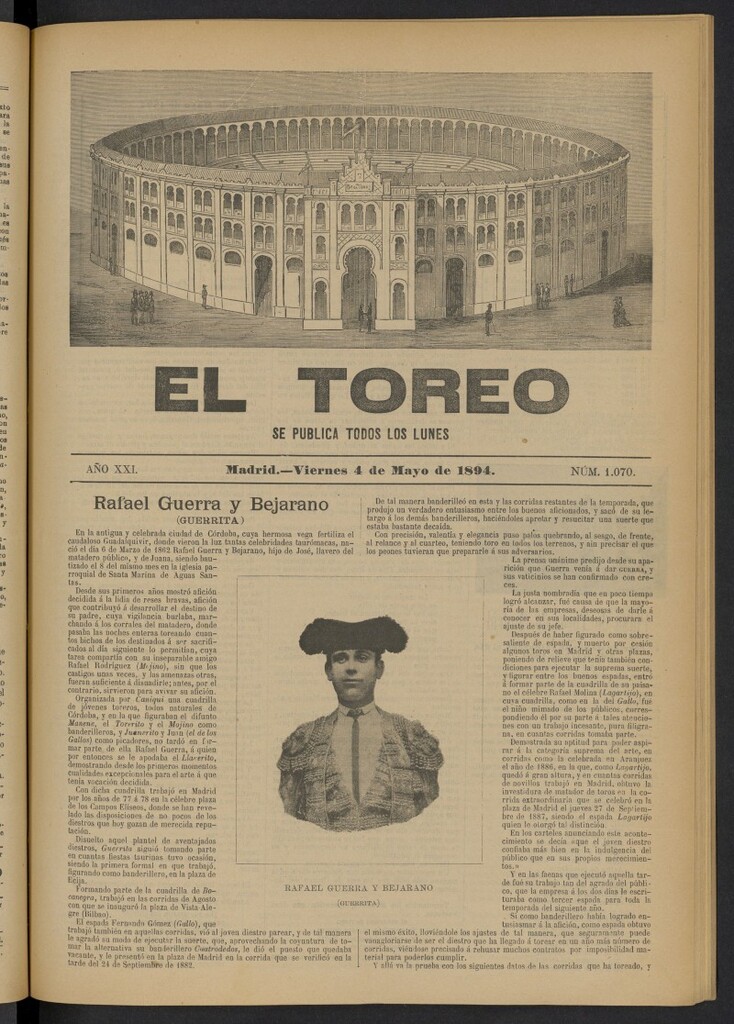 EL TOREO
SE PUBLICA TODOS LOS LUNES
AÑO XXI.
Madrid.—Viernes 4 de Mayo de 1894.
NÚM. 1.070.
Rafael Guerra y Bejarano
(GUERRITA)
En la antigua y celebrada ciudad de Córdoba, cuya hermosa vega fertiliza el
caudaloso Guadalquivir, donde vieron la luz tantas celebridades taurómacas, na-
ció el día 6 de Marzo de 1862 Rafael Guerra y Bejarano, hijo de José, llavero del
matadero público, y de Juana, siendo bau-
tizado el 8 del mismo mes en la iglesia pa-
rroquial de Santa Marina de Aguas San-
tas.
Desde sus primeros años mostró afición
decidida á la lidia de reses bravas, afición
que contribuyó á desarrollar el destino de
su padre, cuya vigilancia burlaba, mar-
chando á los corrales del matadero, donde
pasaba las noches enteras toreando cuan-
tos bichos de los destinados á ser sacrifi-
cados al día siguiente lo permitían, cuya
tarea compartía con su inseparable amigo
Rafael Rodríguez (Mojino), sin que los
castigos unas veces, y las amenazas otras,
fueran suficiente á disuadirle; antes, por el
contrario, sirvieron para avivar su afición.
Organizada por Caniqui una cuadrilla
de jóvenes toreros, todos naturales de
Córdoba, y en la que figuraban el difunto
Manene, el Torerito y el Mojino como
banderilleros, y Juanerito y Juan (el de los
Gallos) como picadores, no tardó en for-
mar parte de ella Rafael Guerra, á quien
por entonces se le apodaba el Llaverito,
demostrando desde los primeros momentos
cualidades excepcionales para el arte á que
tenía vocación decidida.
Con dicha cuadrilla trabajó en Madrid
por los años de 77 á 78 en la célebre plaza
de los Campos Elíseos, donde se han reve-
lado las disposiciones de no pocos de los
diestros que hoy gozan de merecida repu-
tación.
Disuelto aquel plantel de aventajados
diestros, Guerrita siguió tomando parte
en cuantas fiestas taurinas tuvo ocasión,
siendo la primera formal en que trabajó,
figurando como banderillero, en la plaza de
Ecija.
Formando parte de la cuadrilla de Bo-
canegra, trabajó en las corridas de Agosto
con que se inauguró la plaza de Vista-Ale-
gre (Bilbao).
El espada Fernando Gómez (Gallo), que
trabajó también en aquellas corridas, vió al joven diestro parear, y de tal manera
le agradó su modo de ejecutar la suerte, que, aprovechando la coyuntura de to-
mar la alternativa su banderillero Cuatrodedos, le dió el puesto que quedaba
vacante, y le presentó en la plaza de Madrid en la corrida que se verificó en la
tarde del 24 de Septiembre de 1882.
De tal manera banderilleó en esta y las corridas restantes de la temporada, que
produjo un verdadero entusiasmo entre los buenos aficionados, y sacó de su le-
targo á los demás banderilleros, haciéndoles apretar y resucitar una suerte que
estaba bastante decaída.
Con precisión, valentía y elegancia puso palos quebrando, al sesgo, de frente,
al relance y al cuarteo, teniendo toro en todos los terrenos, y sin precisar el que
los peones tuvieran que prepararle á sus adversarios.
La prensa unánime predijo desde su apa-
rición que Guerra venía á dar GUERRA, y
sus vaticinios se han confirmado con cre-
ces.
La justa nombradía que en poco tiempo
logró alcanzar, fué causa de que la mayo-
ría de las empresas, deseosas de darle á
conocer en sus localidades, procurara el
ajuste de su jefe.
Después de haber figurado como sobre-
saliente de espada, y muerto por cesión
algunos toros en Madrid y otras plazas,
poniendo de relieve que tenía también con-
diciones para ejecutar la suprema suerte,
y figurar entre los buenos espadas, entró
á formar parte de la cuadrilla de su paisa-
no el célebre Rafael Molina (Lagartijo), en
cuya cuadrilla, como en la del Gallo, fué
el niño mimado de los públicos, correspon-
diendo él por su parte á tales atencio-
nes con un trabajo incesante, pura filigra-
na, en cuantas corridas tomaba parte.
Demostrada su aptitud para poder aspi-
rar á la categoría suprema del arte, en
corridas como la celebrada en Aranjuez
el año de 1886, en la que, como Lagartijo,
quedó á gran altura, y en cuantas corridas
de novillos trabajó en Madrid, obtuvo la
investidura de matador de toros en la co-
rrida extraordinaria que se celebró en la
plaza de Madrid el jueves 27 de Septiem-
bre de 1887, siendo el espada Lagartijo
quien le otorgó tal distinción.
En los carteles anunciando este aconte-
cimiento se decía «que el joven diestro
confiaba más bien en la indulgencia del
público que en sus propios merecimien-
tos.»
Y en las faenas que ejecutó aquella tar-
de fué su trabajo tan del agrado del públi-
co, que la empresa á los dos días le escritu-
raba como tercer espada para toda la
temporada del siguiente año.
Si como banderillero había logrado en-
tusiasmar á la afición, como espada obtuvo
el mismo éxito, lloviéndole los ajustes de tal manera, que seguramente puede
vanagloriarse de ser el diestro que ha llegado á torear en un año más número de
corridas, viéndose precisado á rehusar muchos contratos por imposibilidad ma-
terial para poderlos cumplir.
Y allá va la prueba con los siguientes datos de las corridas que ha toreado, y
RAFAEL GUERRA Y BEJARANO
(GUERRITA)